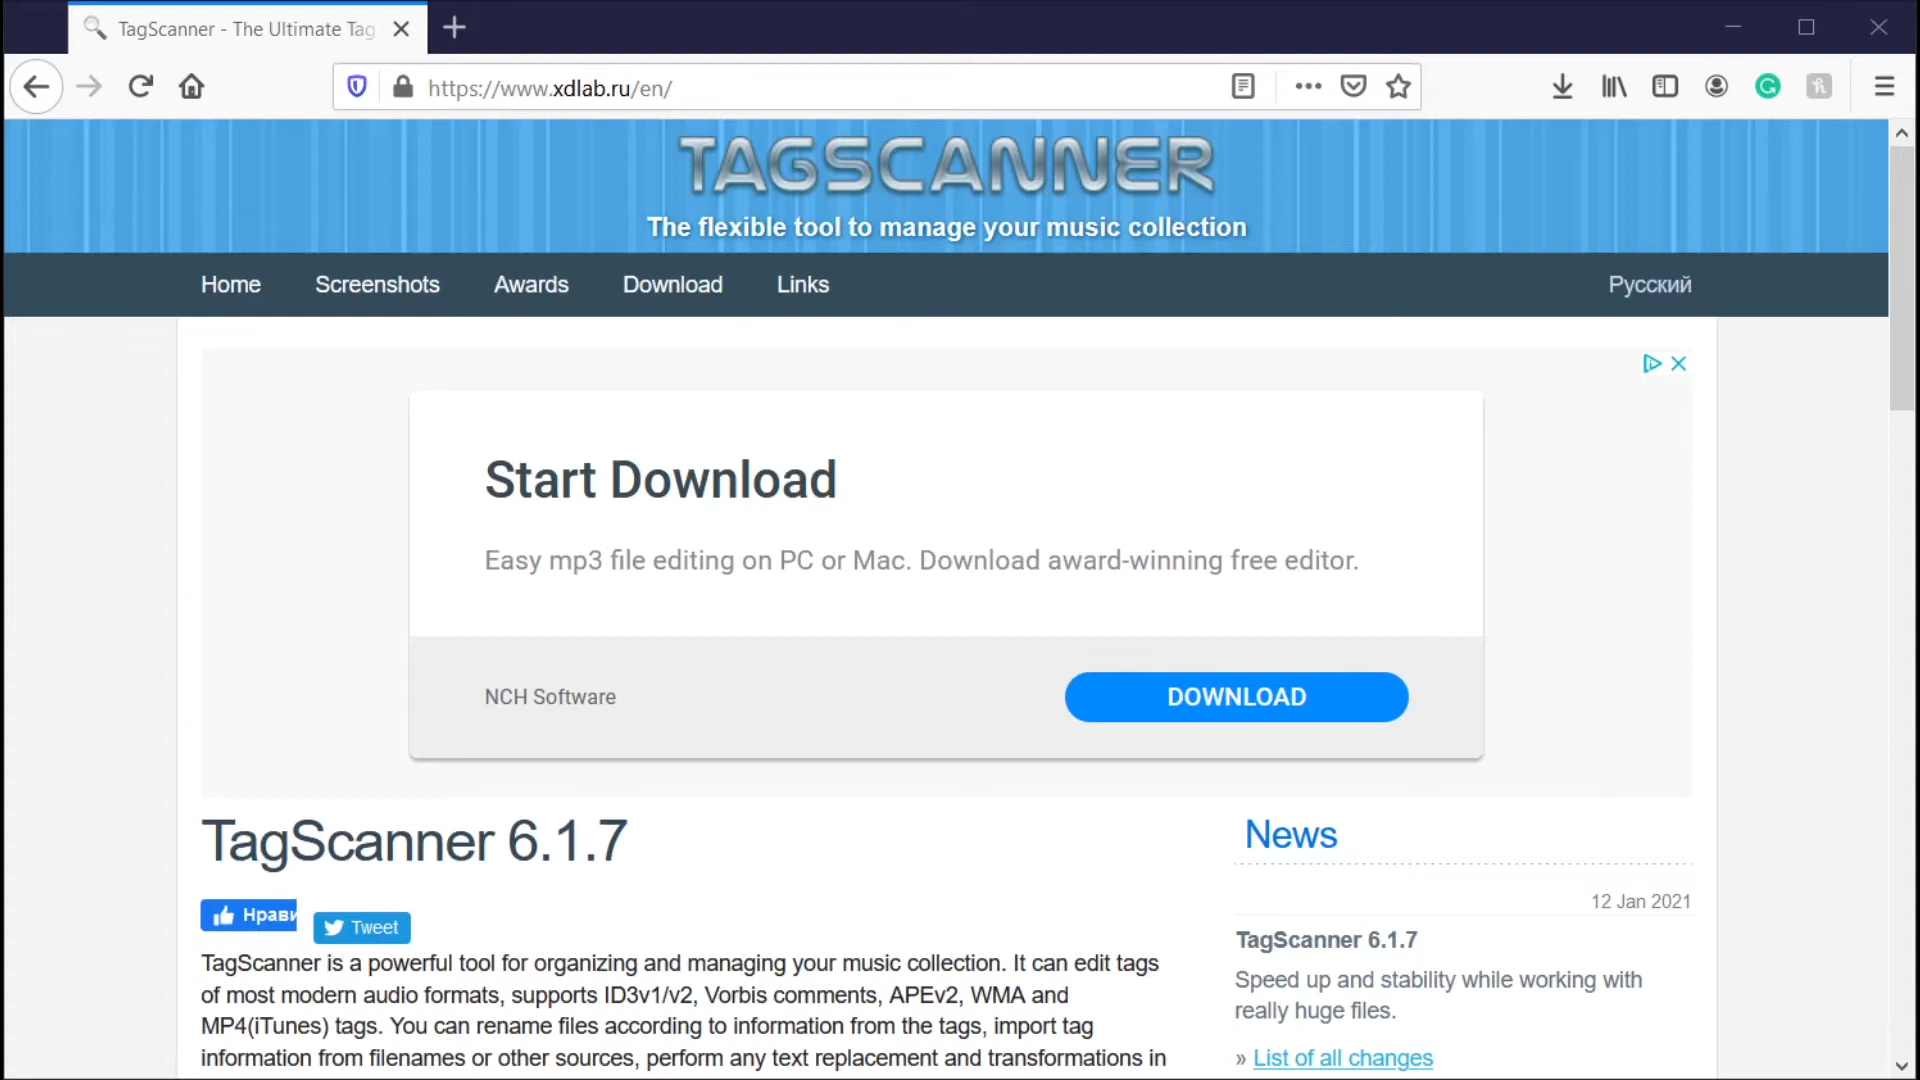 TagScanner - The Ultimate Tag
https://www.xdlab.ru/en/
TAGSCANNER
The flexible tool to manage your music collection
Home Screenshots Awards Download Links Русский
Start Download
Easy mp3 file editing on PC or Mac. Download award-winning free editor.
NCH Software DOWNLOAD
TagScanner 6.1.7
Нрави
Tweet
TagScanner is a powerful tool for organizing and managing your music collection. It can edit tags
of most modern audio formats, supports ID3v1/v2, Vorbis comments, APEv2, WMA and
MP4(iTunes) tags. You can rename files according to information from the tags, import tag
information from filenames or other sources, perform any text replacement and transformations in
News
12 Jan 2021
TagScanner 6.1.7
Speed up and stability while working with
really huge files.
» List of all changes